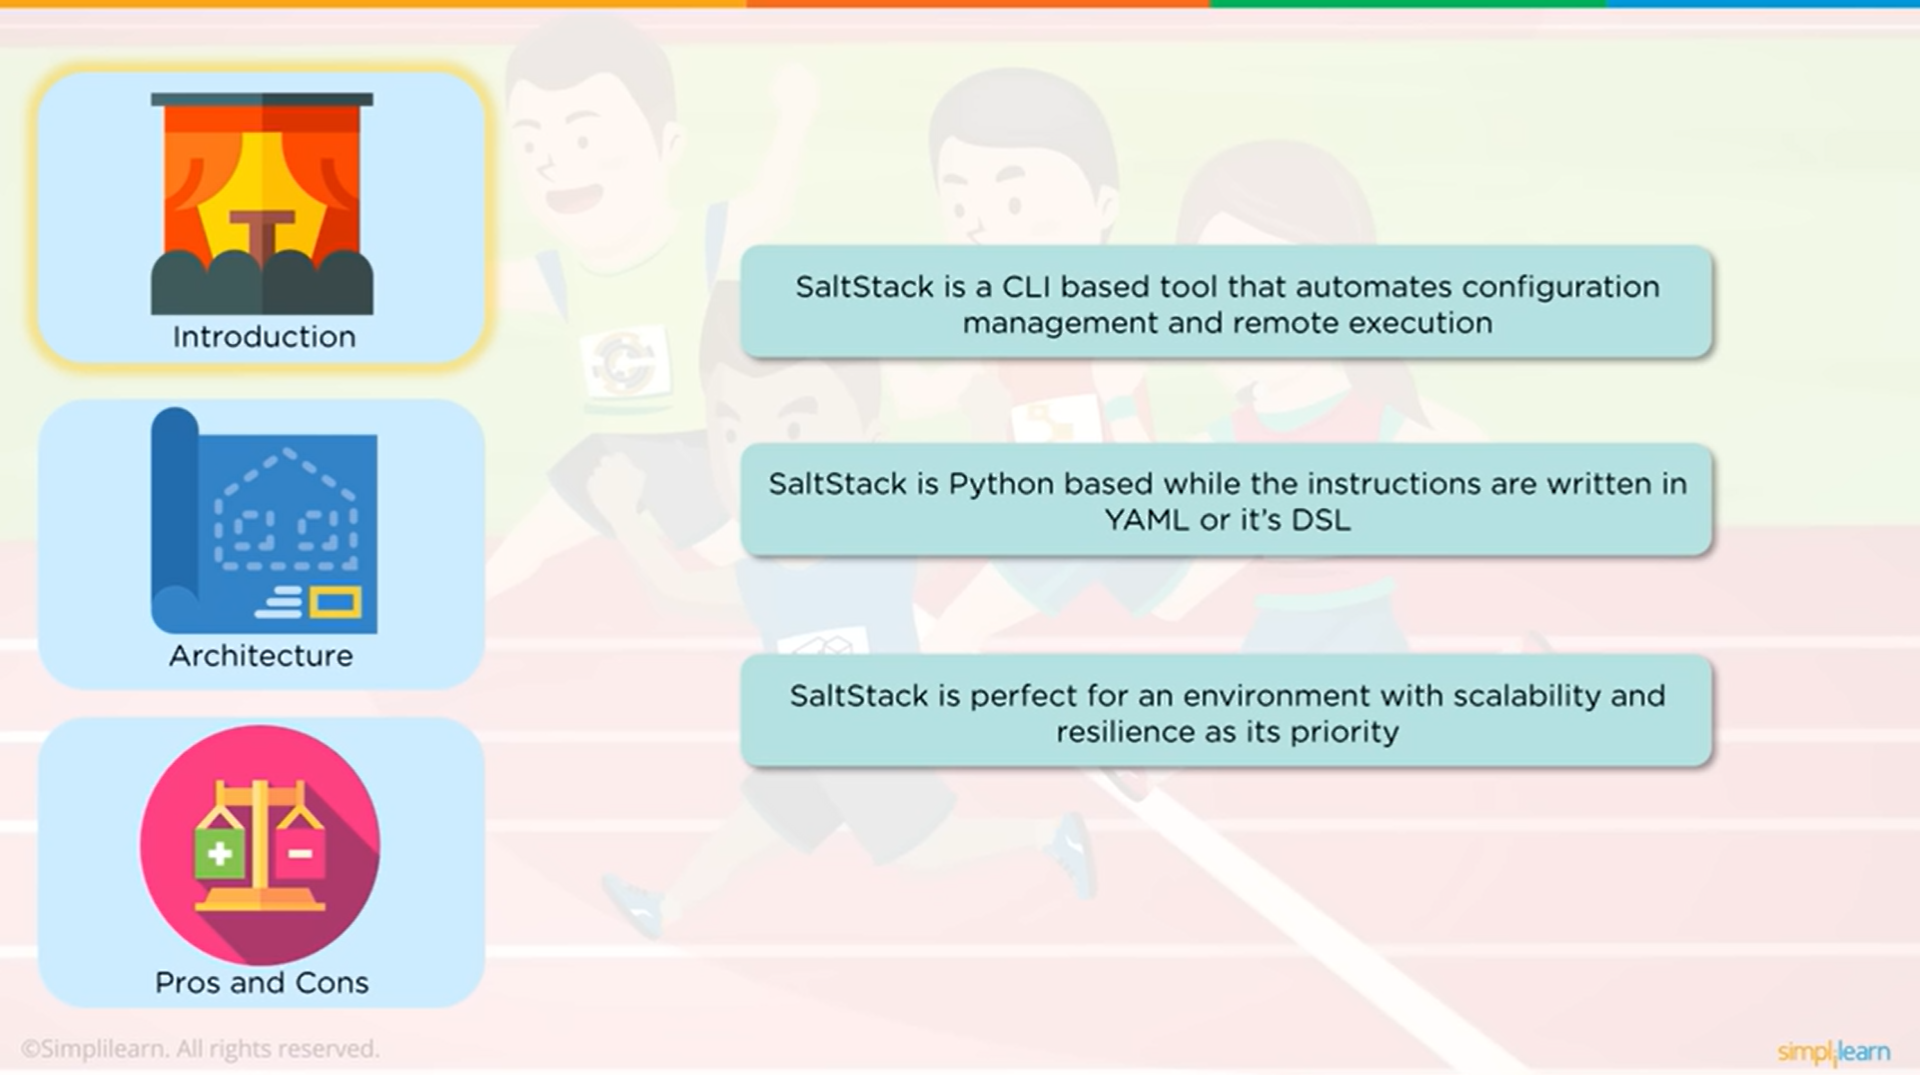 Introduction
SaltStack is a CLI based tool that automates configuration
management and remote execution
SaltStack is Python based while the instructions are written in
YAML or it's DSL
Architecture
SaltStack is perfect for an environment with scalability and
resilience as its priority
Pros and Cons
©Simplilearn. All rights reserved.
simplilearn